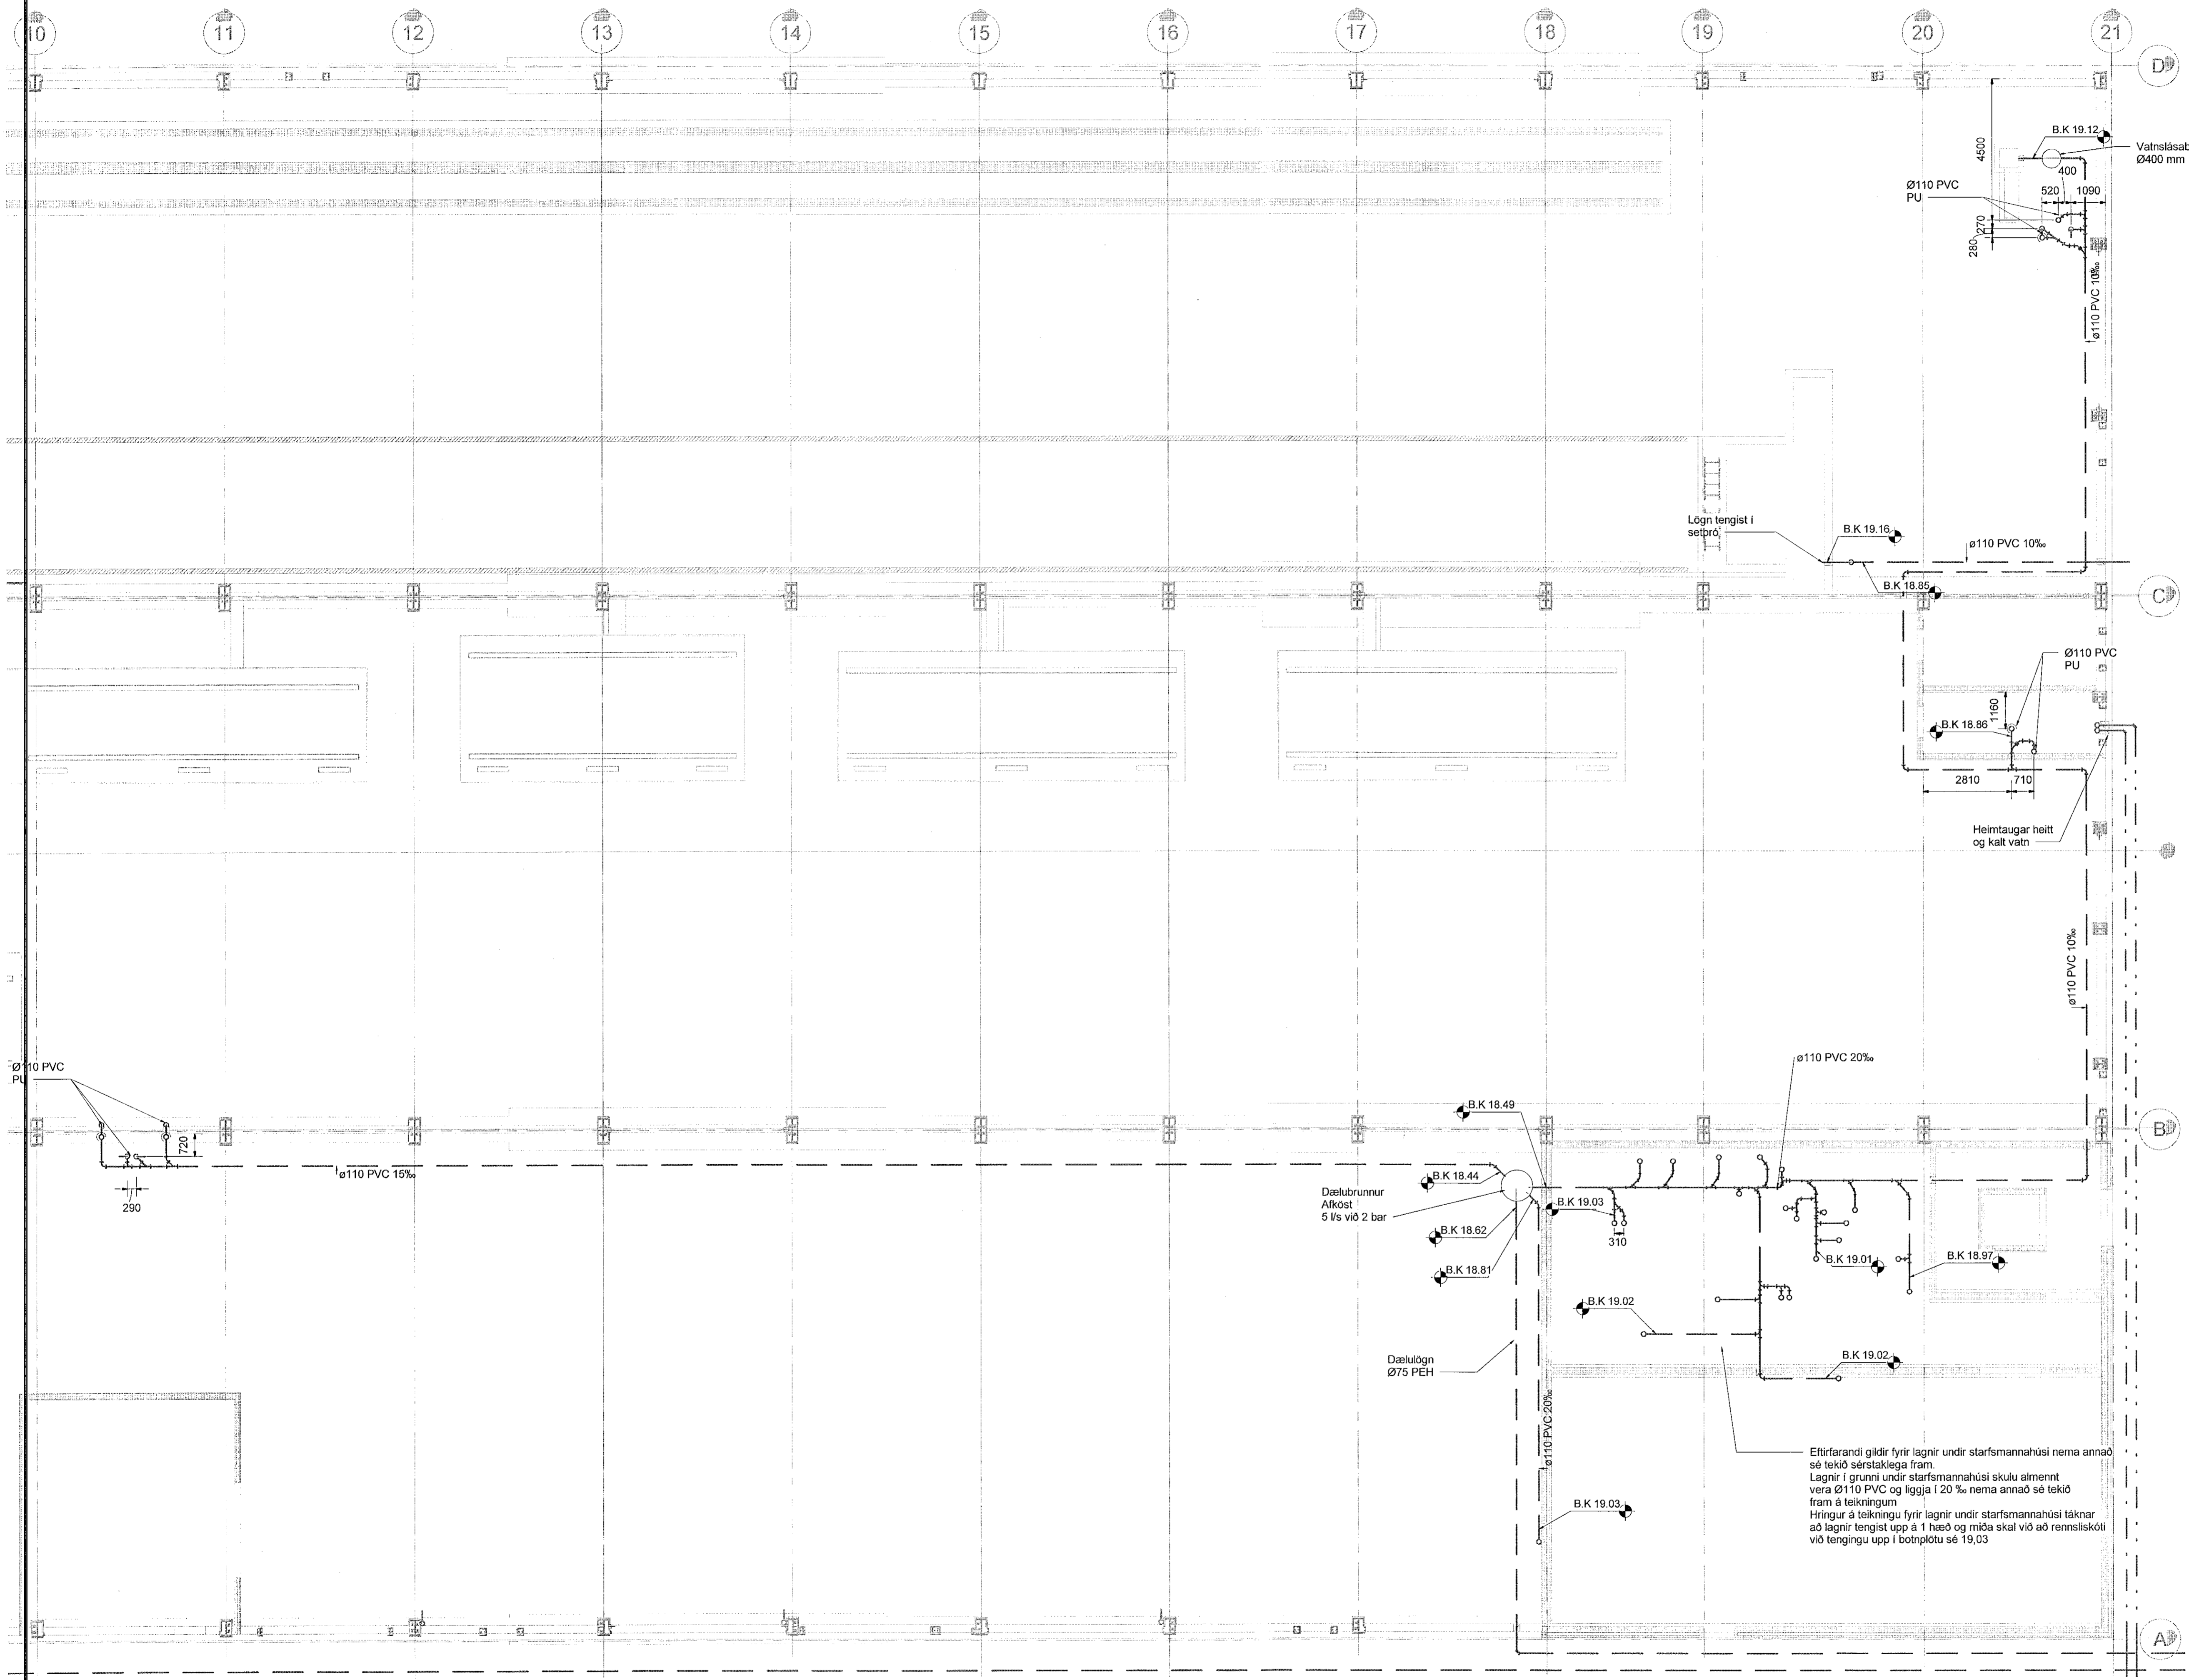 10
11
12
13
14
15
16
17
18
19
20
21
D
B.K 19.12
Vatnslásab
Ø400 mm
4500
400
Ø110 PVC
PU
520
1090
270
280
ø110 PVC 10‰
Lögn tengist í
setþró
B.K 19.16
ø110 PVC 10‰
B.K 18.85
C
Ø110 PVC
PU
1160
B.K 18.86
2810
710
Heimtaugar heitt
og kalt vatn
ø110 PVC 10‰
ø110 PVC 20‰
Ø110 PVC
PU
B.K 18.49
B
720
ø110 PVC 15‰
290
B.K 18.44
Dælubrunnur
Afköst
5 l/s við 2 bar
B.K 19.03
B.K 18.62
310
B.K 18.81
B.K 19.01
B.K 18.97
B.K 19.02
Dælulögn
Ø75 PEH
B.K 19.02
ø110 PVC 20‰
Eftirfarandi gildir fyrir lagnir undir starfsmannahúsi nema annað
sé tekið sérstaklega fram.
Lagnir í grunni undir starfsmannahúsi skulu almennt
vera Ø110 PVC og liggja í 20 ‰ nema annað sé tekið
fram á teikningum
Hringur á teikningu fyrir lagnir undir starfsmannahúsi táknar
að lagnir tengist upp á 1 hæð og miða skal við að rennsliskóti
við tengingu upp í botnplötu sé 19,03
B.K 19.03
A